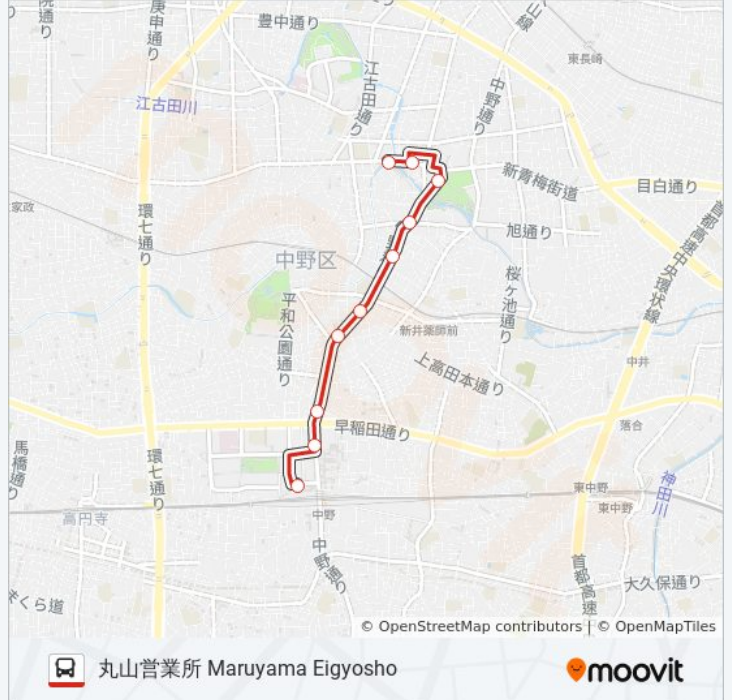 豊中通り
庚申通り
東長崎
江古田通り
中野通り
江古田川
新青梅街道
目白通り
環七通り
旭通り
首都高速中央環状線
中野区
桜ヶ池通り
平和公園通り
新井薬師前
上高田本通り
中井
早稲田通り
落合
馬橋通り
環七通り
神田川
東中野
東中野
高円寺
中野
中野通り
首都高速
大久保通り
さくら道
© OpenStreetMap contributors | © OpenMapTiles
丸山営業所 Maruyama Eigyosho
moovit